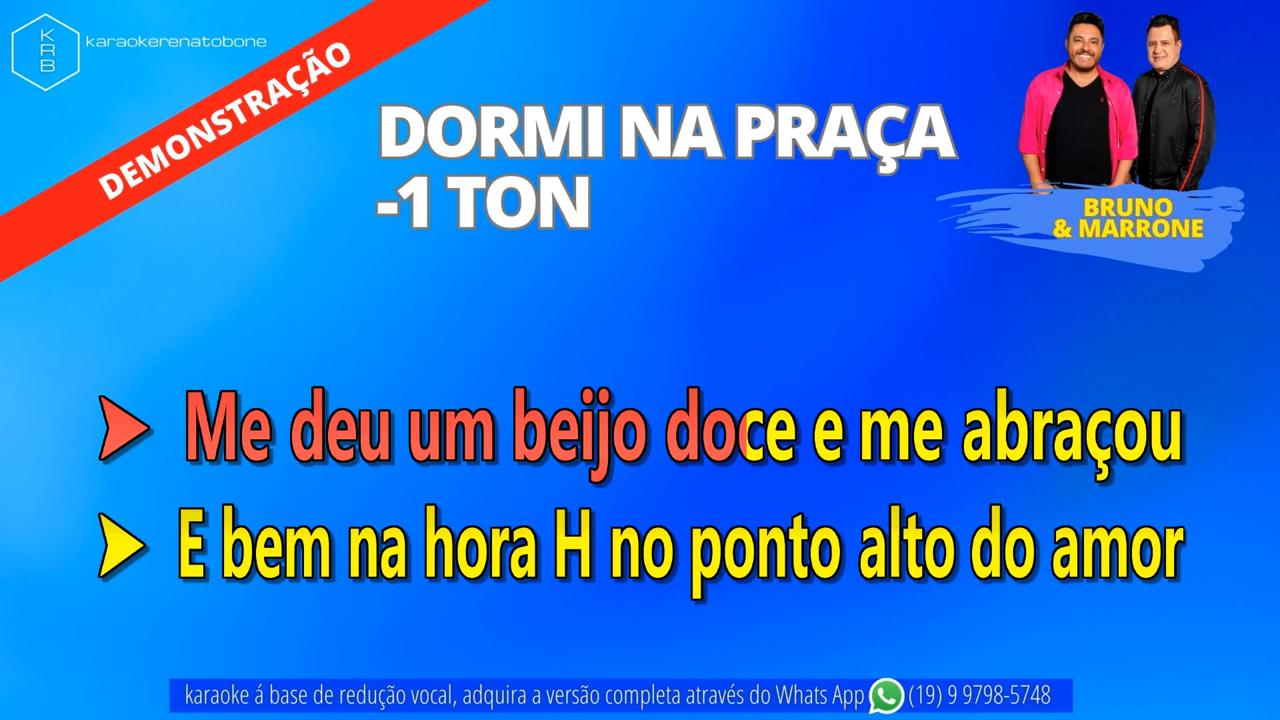 KRB
karaokerenatobone
DEMONSTRAÇÃO
DORMI NA PRAÇA
-1 TON
BRUNO
& MARRONE
Me deu um beijo doce e me abraçou
E bem na hora H no ponto alto do amor
karaoke á base de redução vocal, adquira a versão completa através do Whats App (19) 9 9798-5748